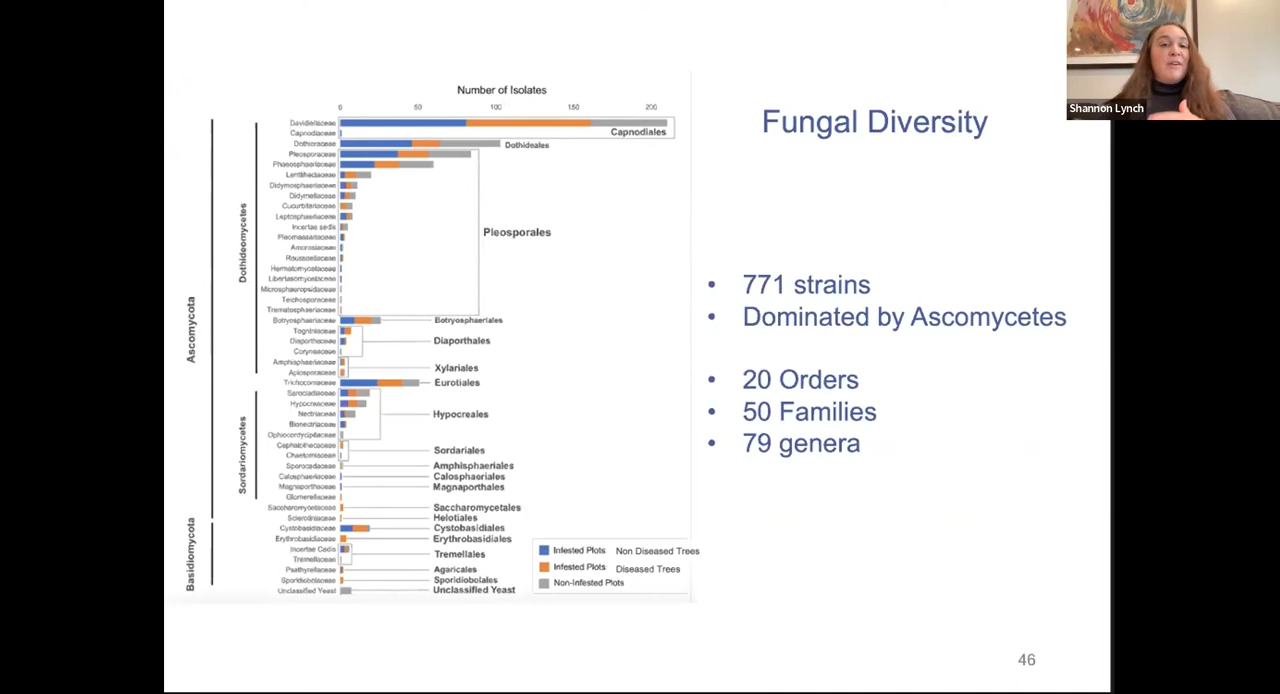 Shannon Lynch
Fungal Diversity
Number of Isolates
0 50 100 150 200
Davidiellaceae
Capnodiaceae
Capnodiales
Dothioraceae
Dothideales
Pleosporaceae
Phaeosphaeriaceae
Lentitheciaceae
Didymosphaeriaceae
Didymellaceae
Cucurbitariaceae
Leptosphaeriaceae
Incertae sedis
Pleomassariaceae
Amorosiaceae
Roussoellaceae
Hermatomycetaceae
Libertasomycetaceae
Microsphaeropsidaceae
Teichosporaceae
Trematosphaeriaceae
Pleosporales
Botryosphaeriaceae
Botryosphaeriales
Togniniaceae
Diaporthaceae
Coryneaceae
Diaporthales
Amphisphaeriaceae
Apiosporaceae
Xylariales
Trichocomaceae
Eurotiales
Sarocladiaceae
Hypocreaceae
Nectriaceae
Bionectriaceae
Ophiocordycipitaceae
Hypocreales
Cephalothecaceae
Chaetomiaceae
Sordariales
Sporocadaceae
Amphisphaeriales
Calosphaeriaceae
Calosphaeriales
Magnaporthaceae
Magnaporthales
Glomerellaceae
Saccharomycetaceae
Saccharomycetales
Sclerotiniaceae
Helotiales
Cystobasidiaceae
Cystobasidiales
Erythrobasidiaceae
Erythrobasidiales
Incertae Cedis
Tremellaceae
Tremellales
Psathyrellaceae
Agaricales
Sporidiobolaceae
Sporidiobolales
Unclassified Yeast
Unclassified Yeast
Dothideomycetes
Sordariomycetes
Ascomycota
Basidiomycota
Infested Plots Non Diseased Trees
Infested Plots Diseased Trees
Non-Infested Plots
• 771 strains
• Dominated by Ascomycetes
• 20 Orders
• 50 Families
• 79 genera
46